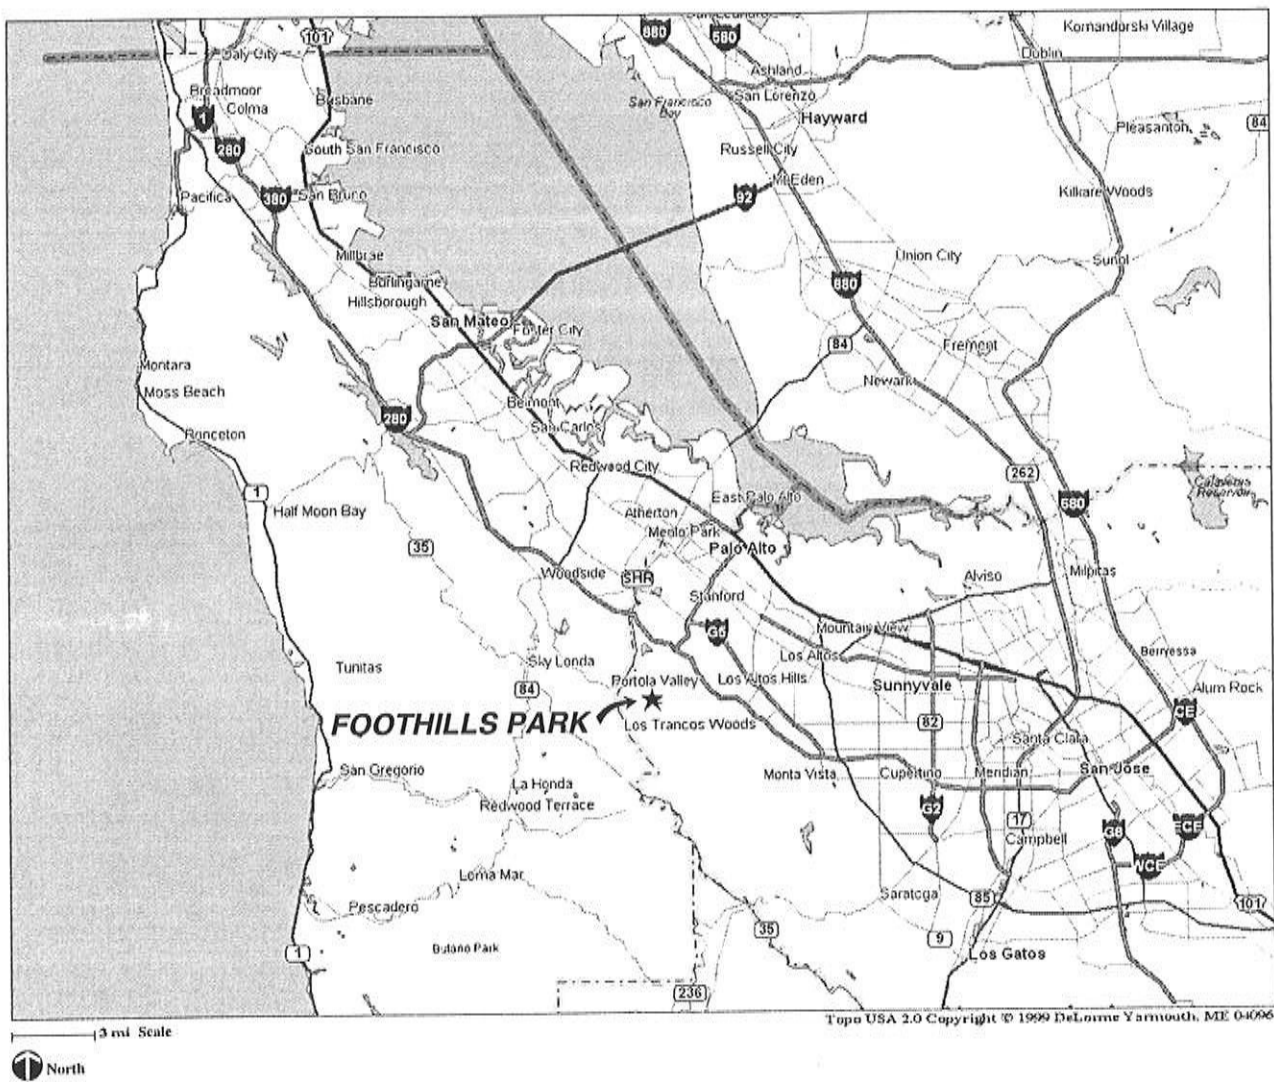 101
880
580
Komandorski Village
Daly City
Dublin
Ashland
Broadmoor
San Lorenzo
Colma
Brisbane
San Francisco
Bay
Hayward
1
84
Pleasanton
280
South San Francisco
Russell City
Mt Eden
Pacifica
380
San Bruno
92
Kilkare Woods
Millbrae
Union City
Sunol
Burlingame
880
Hillsborough
San Mateo
Foster City
84
Fremont
Montara
Newark
Moss Beach
Belmont
280
San Carlos
Princeton
Redwood City
262
1
East Palo Alto
Calaveras
Reservoir
Half Moon Bay
Atherton
680
Menlo Park
35
Palo Alto
Woodside
SHR
Alviso
Milpitas
Stanford
G5
Mountain View
Tunitas
Sky Londa
Los Altos
Berryessa
Portola Valley
Los Altos Hills
Sunnyvale
Alum Rock
84
FOOTHILLS PARK
Los Trancos Woods
82
CE
Santa Clara
San Gregorio
La Honda
Monta Vista
Cupertino
Meridian
San Jose
Redwood Terrace
G2
17
G8
ECE
Campbell
Loma Mar
WCE
Saratoga
85
101
Pescadero
35
9
1
Butano Park
Los Gatos
236
3 mi Scale
Topo USA 2.0 Copyright © 1999 DeLorme Yarmouth, ME 04096
North